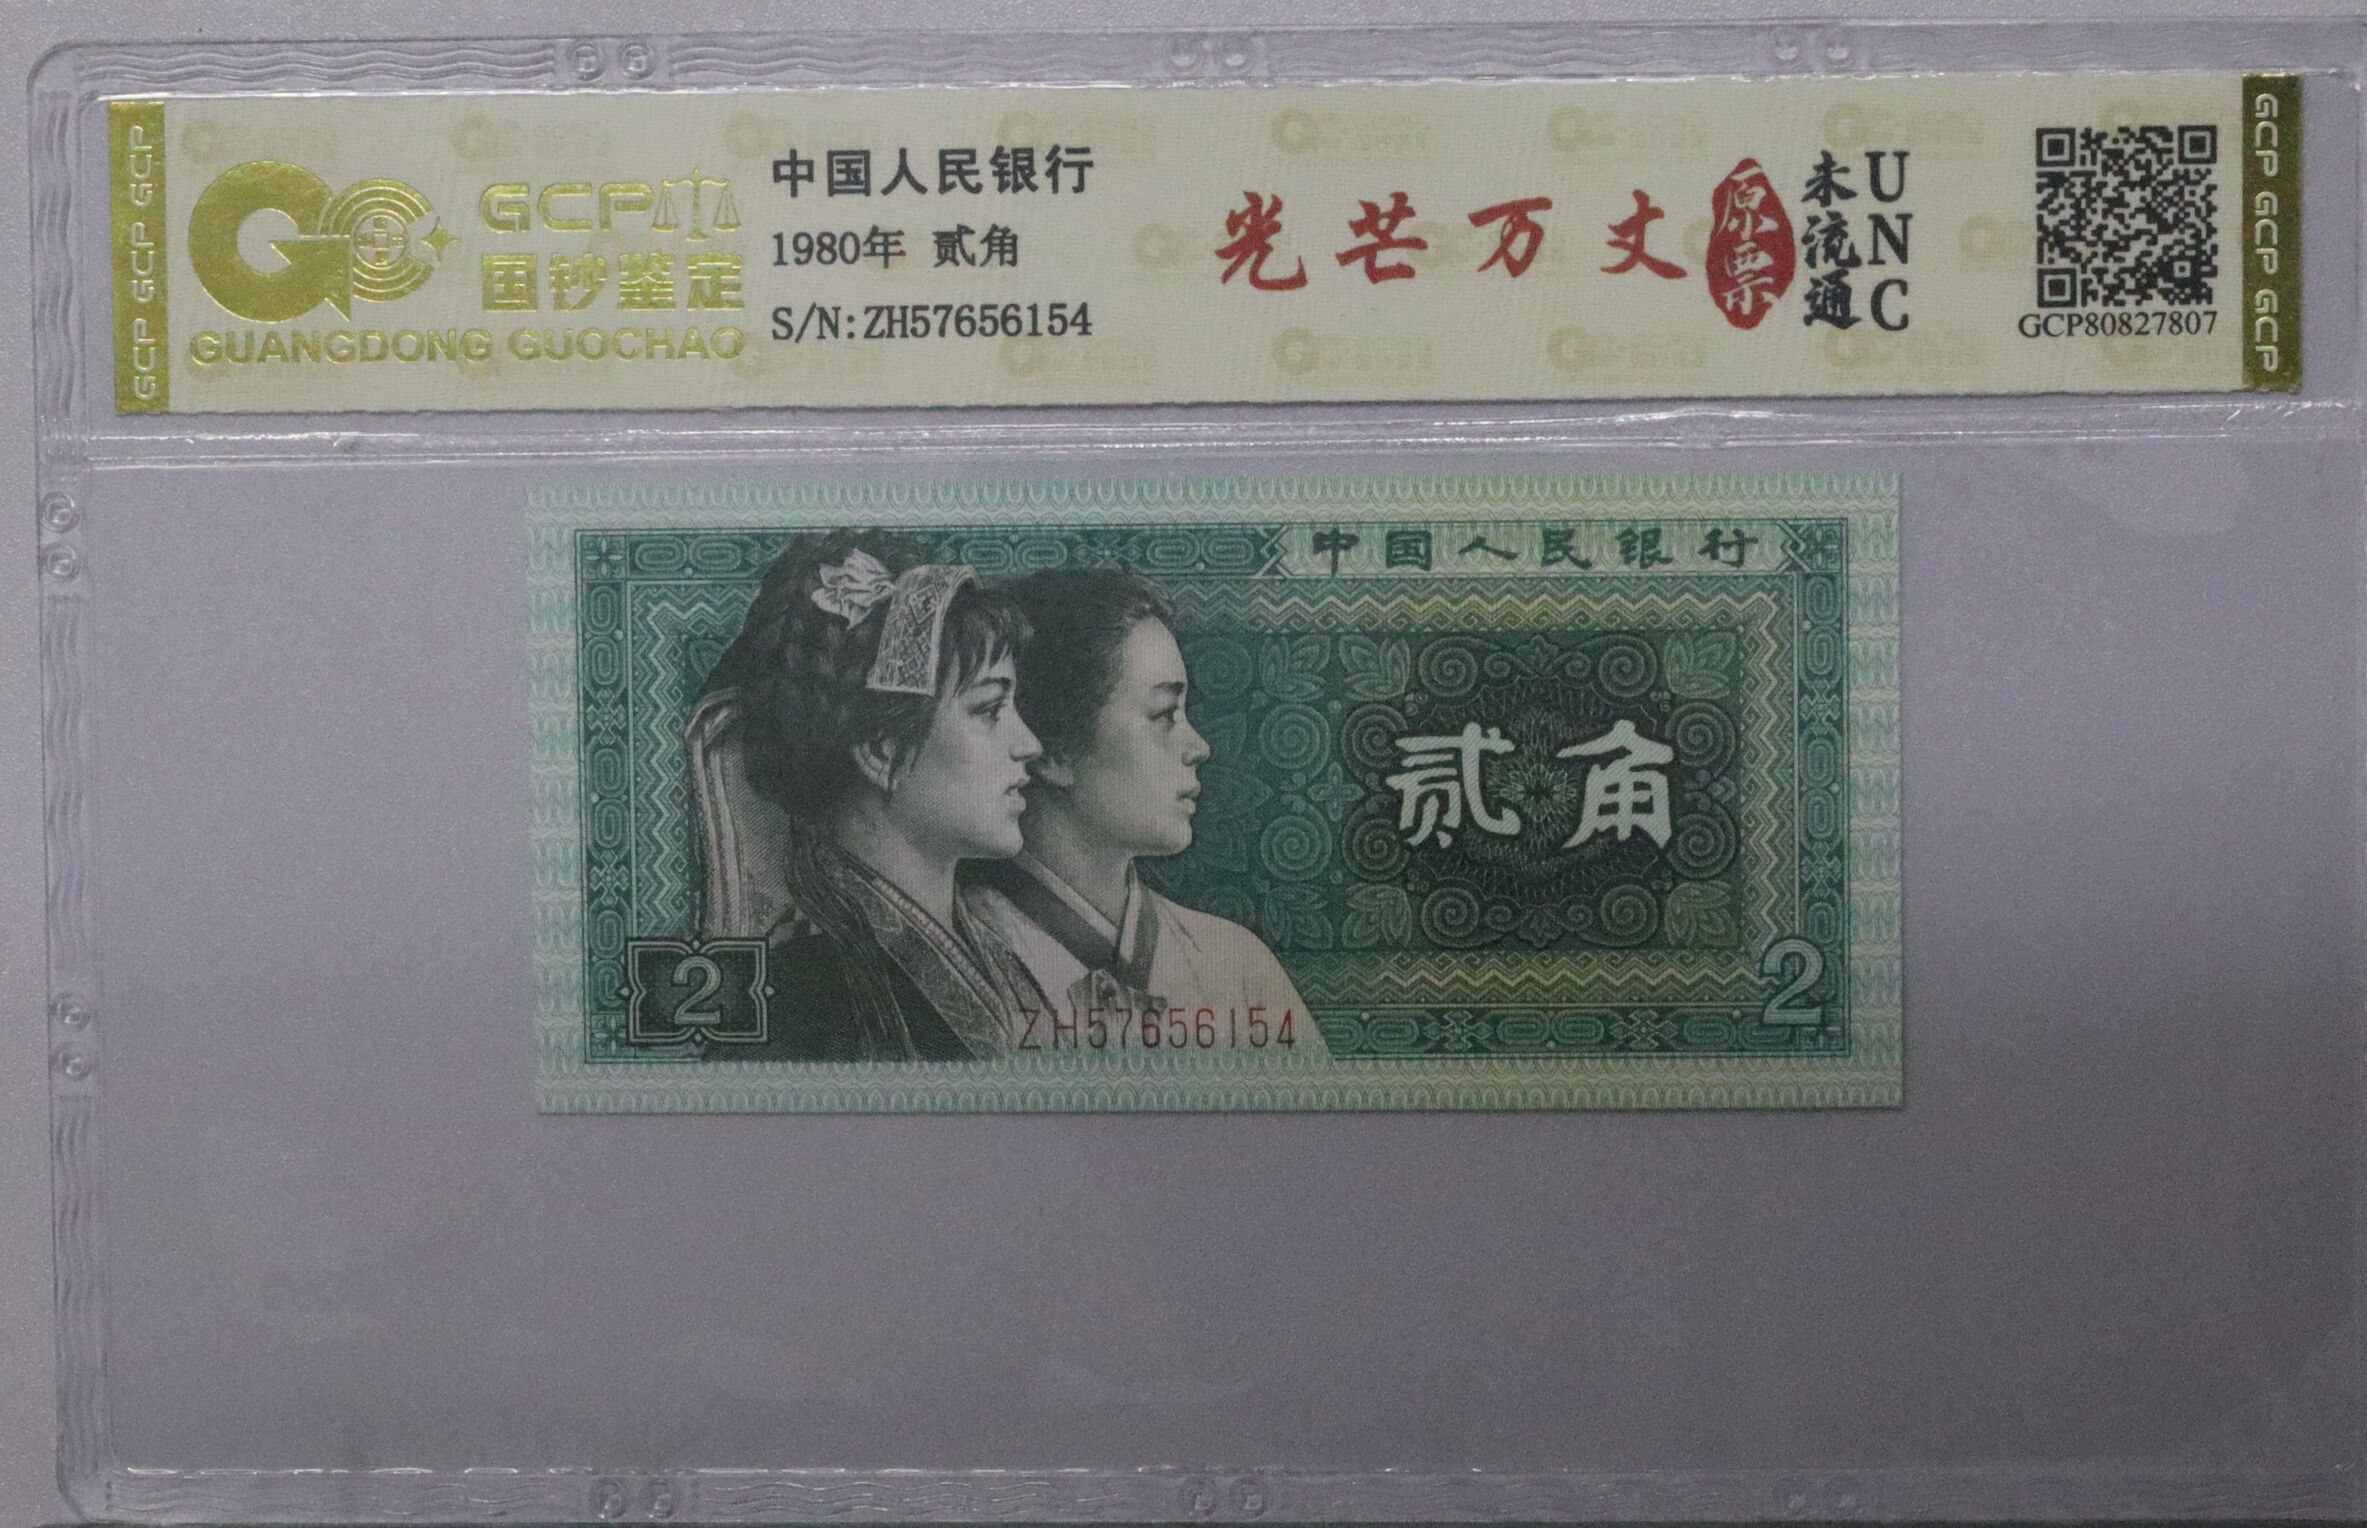 GCP GCP GCP
GCP
国钞鉴定
GUANGDONG GUOCHAO
中国人民银行
1980年 贰角
S/N:ZH57656154
光芒万丈
原票
未流通
UNC
GCP80827807
GCP GCP GCP
中国人民银行
贰角
2
ZH57656154
2